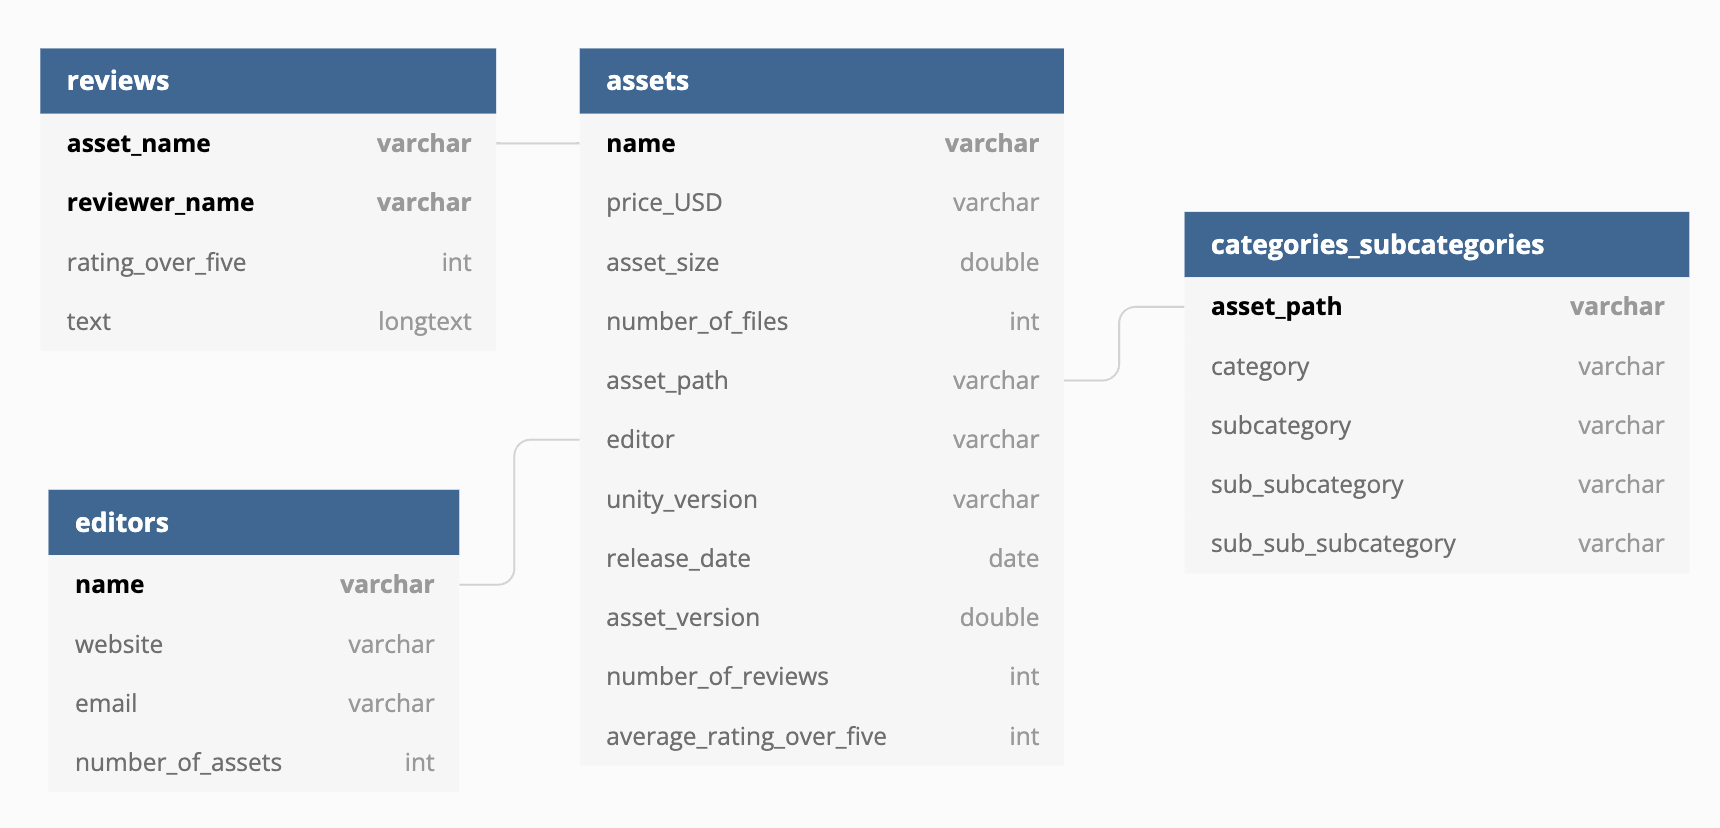 reviews
asset_name varchar
reviewer_name varchar
rating_over_five int
text longtext
assets
name varchar
price_USD varchar
asset_size double
number_of_files int
asset_path varchar
editor varchar
unity_version varchar
release_date date
asset_version double
number_of_reviews int
average_rating_over_five int
categories_subcategories
asset_path varchar
category varchar
subcategory varchar
sub_subcategory varchar
sub_sub_subcategory varchar
editors
name varchar
website varchar
email varchar
number_of_assets int